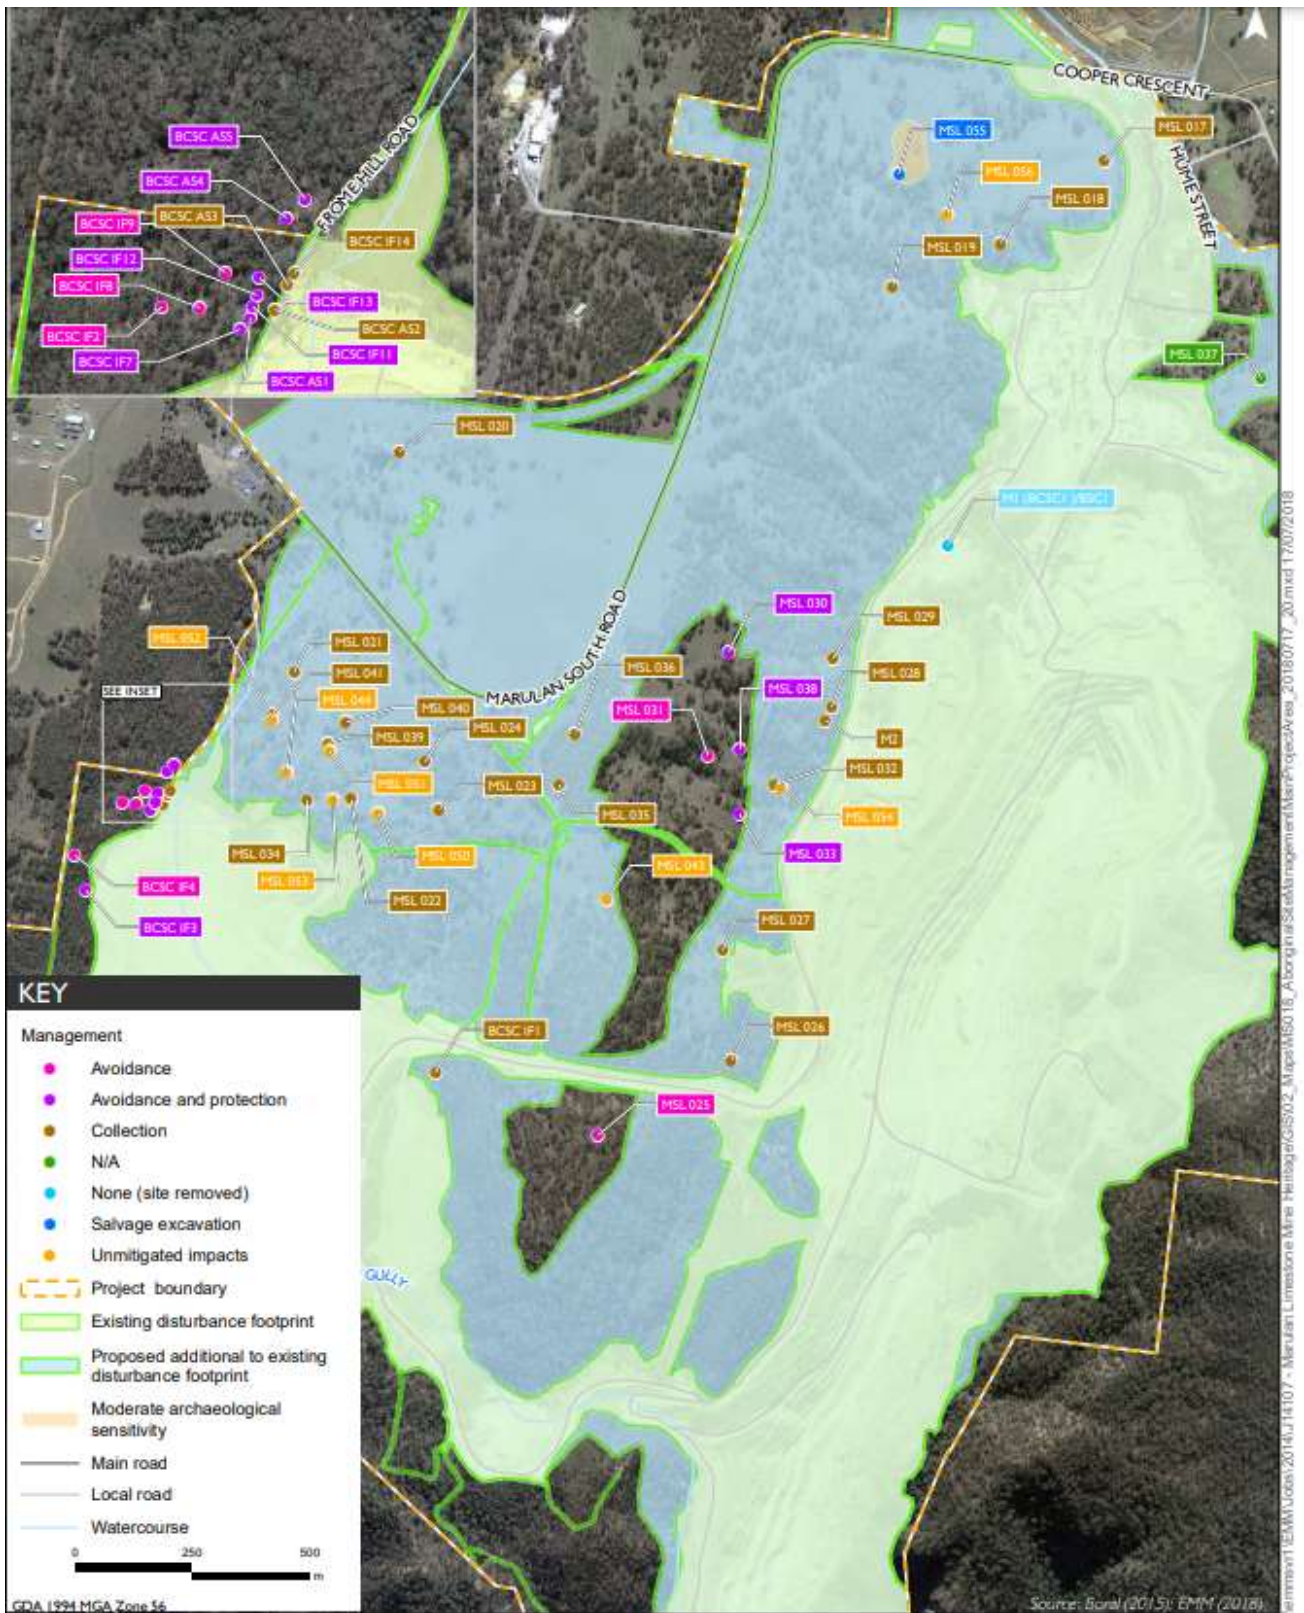 COOPER CRESCENT
MSL 017
MSL 055
BCSC AS5
HUME STREET
MSL 056
FROME HILL ROAD
BCSC AS4
MSL 018
BCSC IF9
BCSC AS3
BCSC IF14
MSL 019
BCSC IF12
BCSC IF8
BCSC IF13
BCSC AS2
BCSC IF2
MSL 037
BCSC IF7
BCSC IF11
BCSC AS1
MSL 020
MSL 030
MSL 029
MSL 052
MSL 021
MSL 036
MSL 041
MSL 028
SEE INSET
MARULAN SOUTH ROAD
MSL 038
MSL 040
MSL 031
MSL 024
MSL 039
M2
MSL 032
MSL 023
MSL 035
MSL 054
MSL 034
MSL 050
MSL 033
MSL 053
BCSC IF4
MSL 022
BCSC IF3
MSL 027
MSL 026
BCSC IF1
MSL 025
GULLY
KEY
Management
Avoidance
Avoidance and protection
Collection
N/A
None (site removed)
Salvage excavation
Unmitigated impacts
Project boundary
Existing disturbance footprint
Proposed additional to existing
disturbance footprint
Moderate archaeological
sensitivity
Main road
Local road
Watercourse
0 250 500
m
GDA 1994 MGA Zone 56
Source: Boral (2015); EMM (2018)